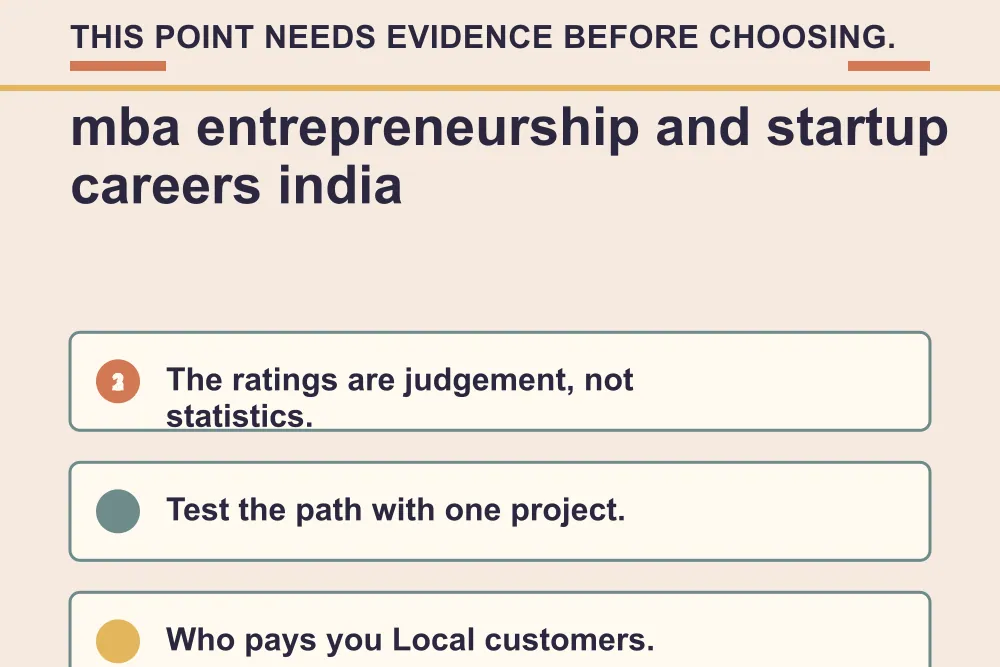 THIS POINT NEEDS EVIDENCE BEFORE CHOOSING.
mba entrepreneurship and startup
careers india
The ratings are judgement, not
statistics.
Test the path with one project.
Who pays you Local customers.